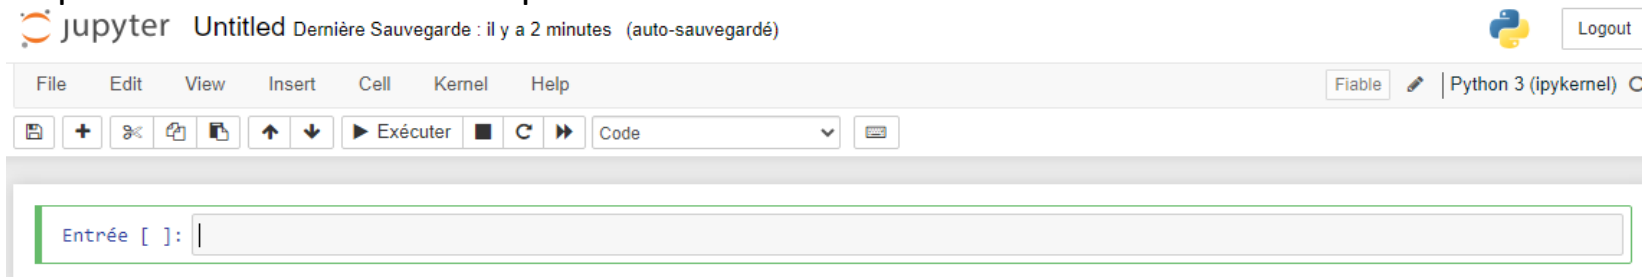 jupyter Untitled Dernière Sauvegarde : il y a 2 minutes (auto-sauvegardé) Logout
File Edit View Insert Cell Kernel Help Fiable Python 3 (ipykernel)
Exécuter Code
Entrée [ ]: